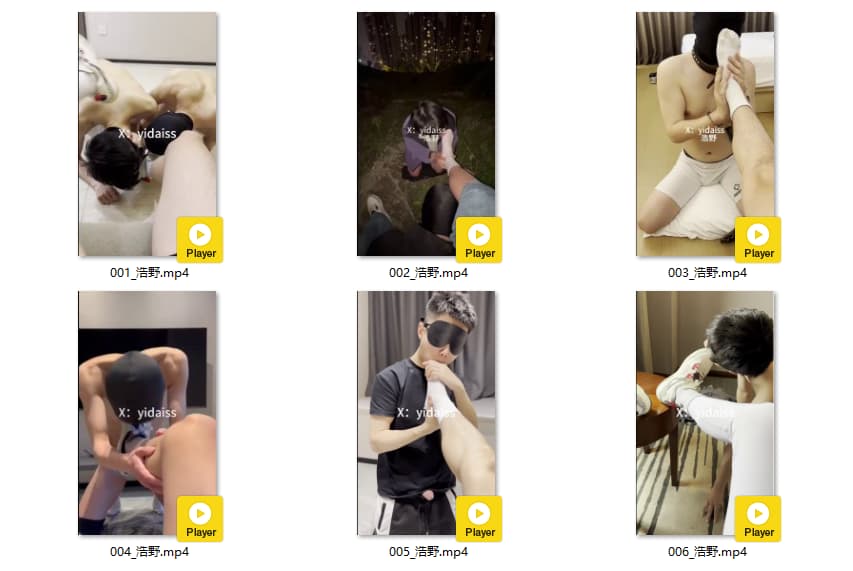 X: yidaiss
Player
001_浩野.mp4
X: yidaiss
浩野
Player
002_浩野.mp4
X: yidaiss
浩野
Player
003_浩野.mp4
X: yidaiss
Player
004_浩野.mp4
X: yidaiss
Player
005_浩野.mp4
X: yidaiss
Player
006_浩野.mp4